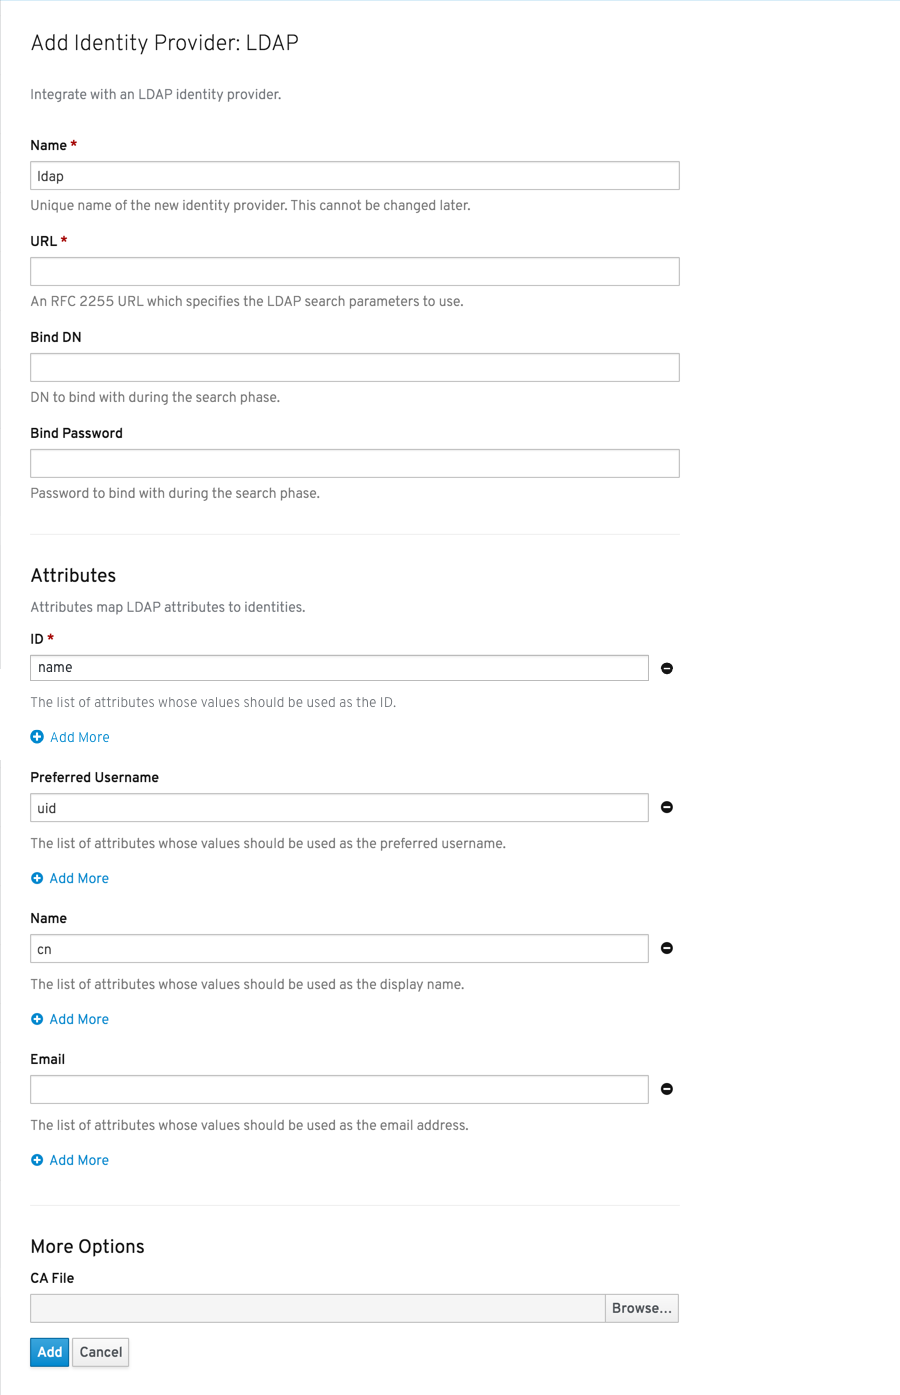 Add Identity Provider: LDAP
Integrate with an LDAP identity provider.
Name *
ldap
Unique name of the new identity provider. This cannot be changed later.
URL *
An RFC 2255 URL which specifies the LDAP search parameters to use.
Bind DN
DN to bind with during the search phase.
Bind Password
Password to bind with during the search phase.
Attributes
Attributes map LDAP attributes to identities.
ID *
name
The list of attributes whose values should be used as the ID.
Add More
Preferred Username
uid
The list of attributes whose values should be used as the preferred username.
Add More
Name
cn
The list of attributes whose values should be used as the display name.
Add More
Email
The list of attributes whose values should be used as the email address.
Add More
More Options
CA File
Browse...
Add Cancel